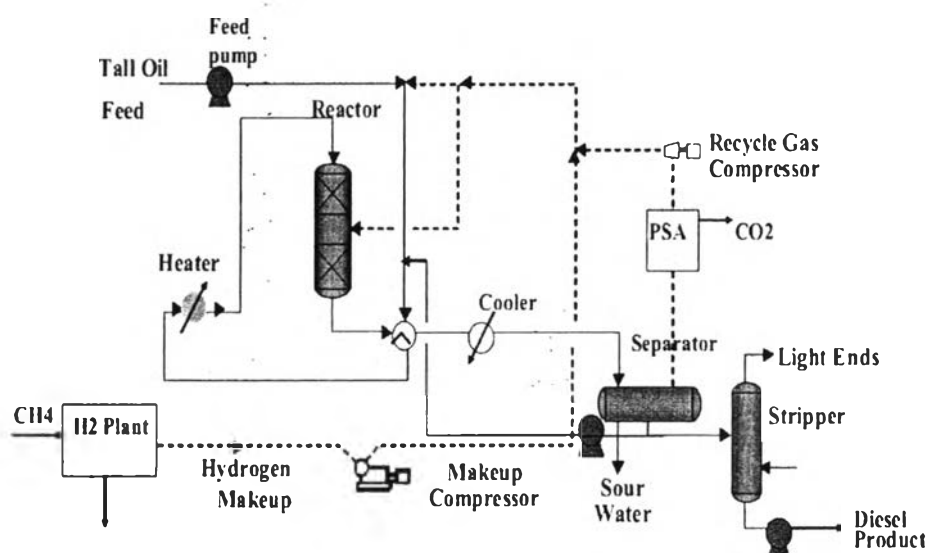 Feed
pump
Tall Oil
Feed
Reactor
Recycle Gas
Compressor
PSA
CO2
Heater
Cooler
Separator
Light Ends
CH4
H2 Plant
Stripper
Hydrogen
Makeup
Makeup
Compressor
Sour
Water
Diesel
Product